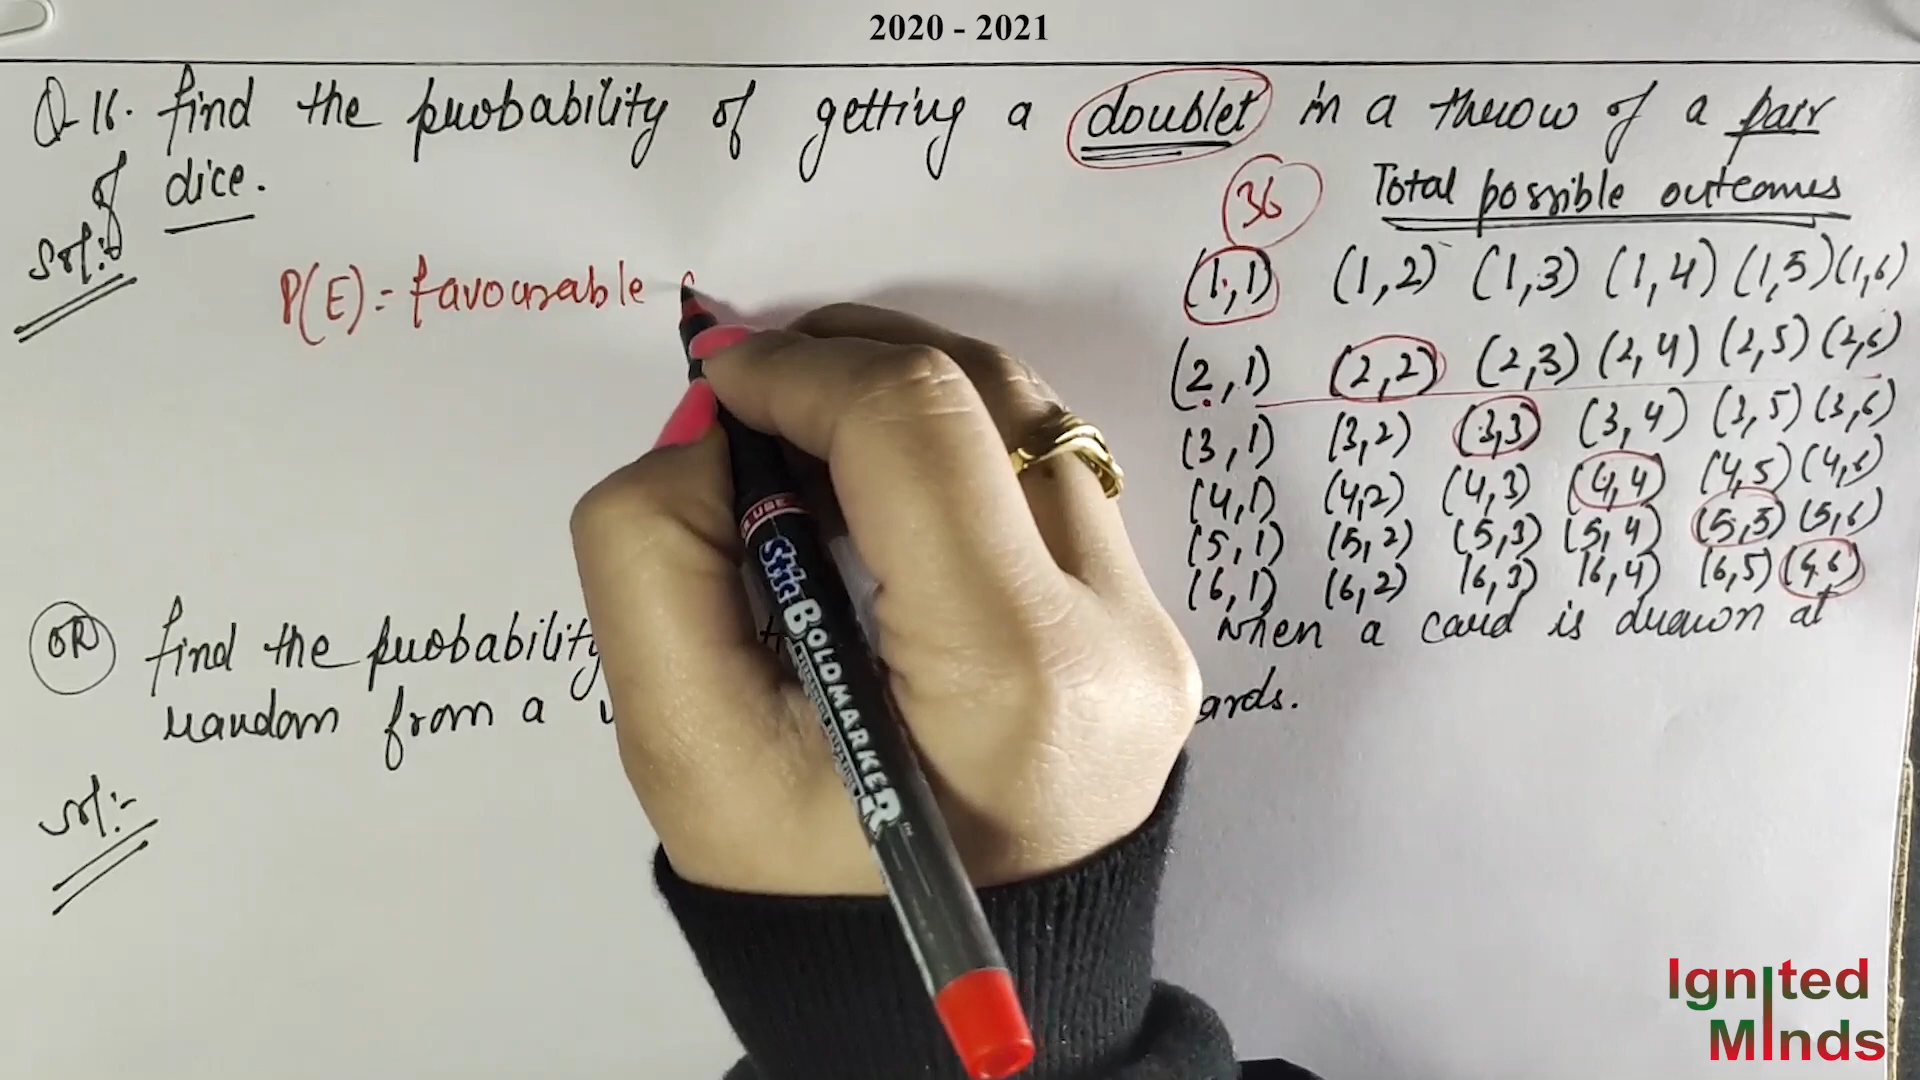 2020 - 2021
Q-16. find the probability of getting a doublet in a throw of a pair
of dice.
Sol:-
36
Total possible outcomes
P(E) = favourable
(1,1) (1,2) (1,3) (1,4) (1,5) (1,6)
(2,1) (2,2) (2,3) (2,4) (2,5) (2,6)
(3,1) (3,2) (3,3) (3,4) (3,5) (3,6)
(4,1) (4,2) (4,3) (4,4) (4,5) (4,6)
(5,1) (5,2) (5,3) (5,4) (5,5) (5,6)
(6,1) (6,2) (6,3) (6,4) (6,5) (6,6)
OR find the probability when a card is drawn at
random from a ards.
Sol:-
Stic BOLDMARKER
USE
Ignited
Minds